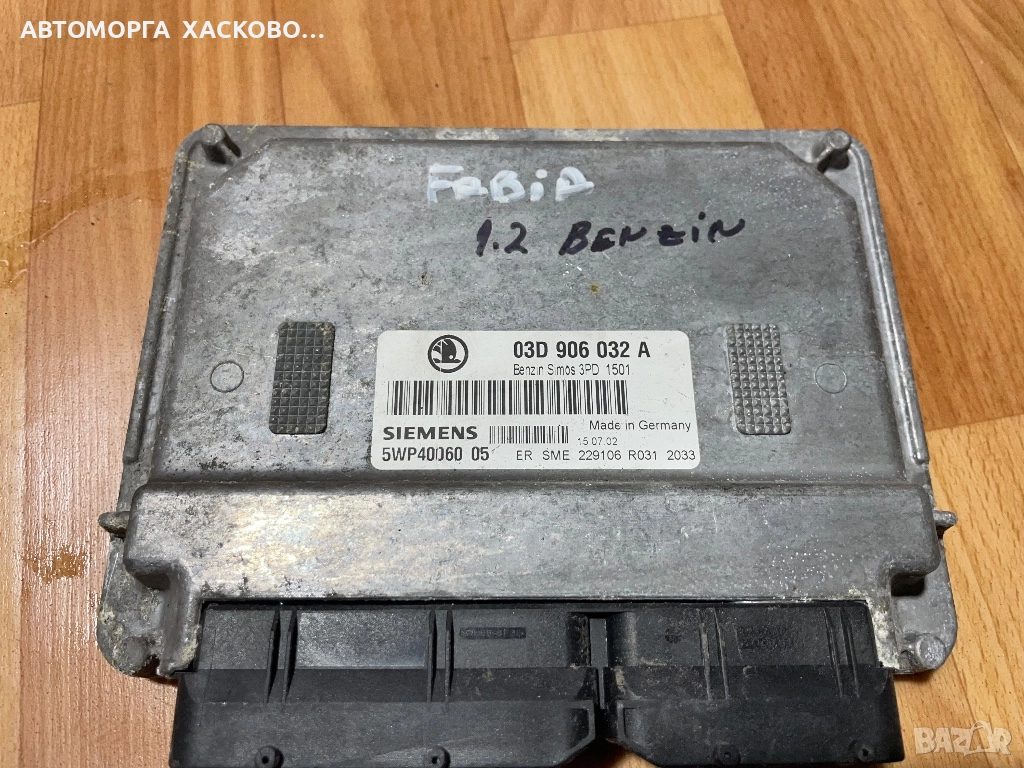 АВТОМОРГА ХАСКОВО...
FABIA
1.2 BENZIN
03D 906 032 A
Benzin Simos 3PD 1501
SIEMENS
Made in Germany
15.07.02
5WP40060 05
ER SME 229106 R031 2033
BAZAR